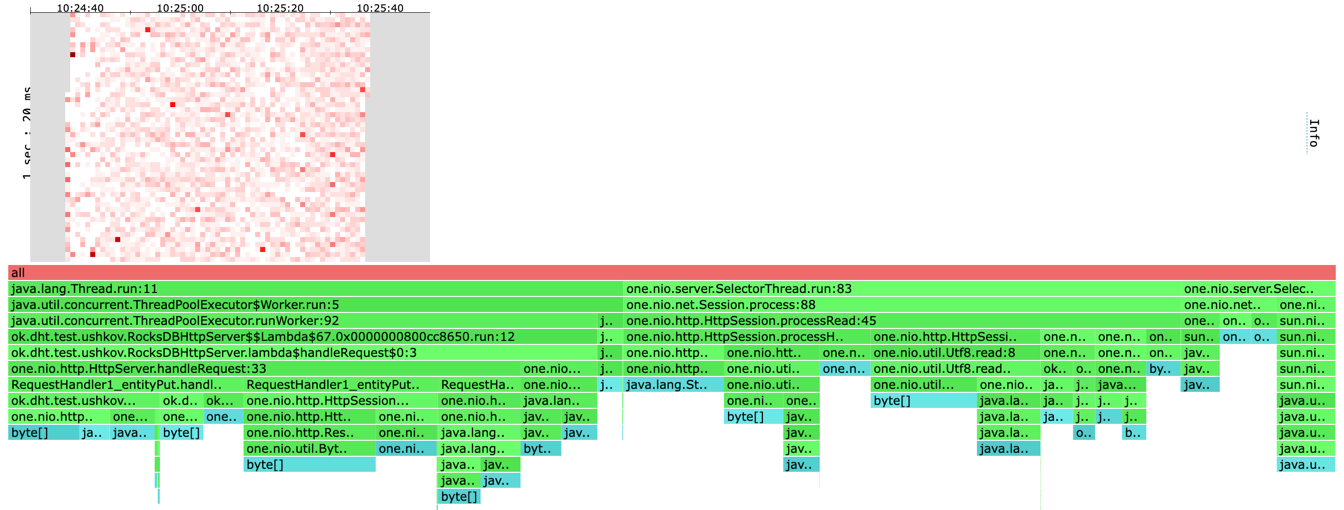 10:24:40 10:25:00 10:25:20 10:25:40
1 sec : 20 ms
Info
all
java.lang.Thread.run:11 one.nio.server.SelectorThread.run:83 one.nio.server.Selec..
java.util.concurrent.ThreadPoolExecutor$Worker.run:5 one.nio.net.Session.process:88 one.nio.net.. one.ni..
java.util.concurrent.ThreadPoolExecutor.runWorker:92 j.. one.nio.http.HttpSession.processRead:45 one.. on.. o.. sun.ni..
ok.dht.test.ushkov.RocksDBHttpServer$$Lambda$67.0x0000000800cc8650.run:12 j.. one.nio.http.HttpSession.processH.. one.nio.http.HttpSessi.. one.n.. one.n.. on.. sun.. on.. o.. sun.ni..
ok.dht.test.ushkov.RocksDBHttpServer.lambda$handleRequest$0:3 j.. one.nio.http.. one.nio.htt.. one.n.. one.nio.util.Utf8.read:8 one.n.. one.n.. on.. jav.. sun.ni..
one.nio.http.HttpServer.handleRequest:33 one.nio... j.. one.nio.http.. one.nio.uti.. one.n.. one.nio.util.Utf8.read.. ok.. o.. one.n.. by.. jav.. sun.ni..
RequestHandler1_entityPut.handl.. RequestHandler1_entityPut.. RequestHa.. one.nio... j.. java.lang.St.. one.nio.uti.. one.nio.util... one.nio.. ja.. j.. java... jav.. sun.ni..
ok.dht.test.ushkov... ok.d.. ok... one.nio.http.HttpSession... one.nio.h.. java.lan.. one.ni.. one.. byte[] java.la.. ja.. j.. j.. j.. java.u..
one.nio.http.. one... one... one... one.nio.http.Htt.. one.ni.. one.nio.h.. jav.. jav.. byte[] jav.. java.la.. ja.. j.. j.. j.. java.u..
byte[] ja.. java.. byte[] one.nio.http.Res.. one.ni.. java.lang.. jav.. jav.. jav.. java.la.. o.. b.. java.u..
one.nio.util.Byt.. one.ni.. java.lang.. byt.. jav.. java.la.. java.u..
byte[] java.. jav.. jav.. java.u..
java.. jav..
byte[]